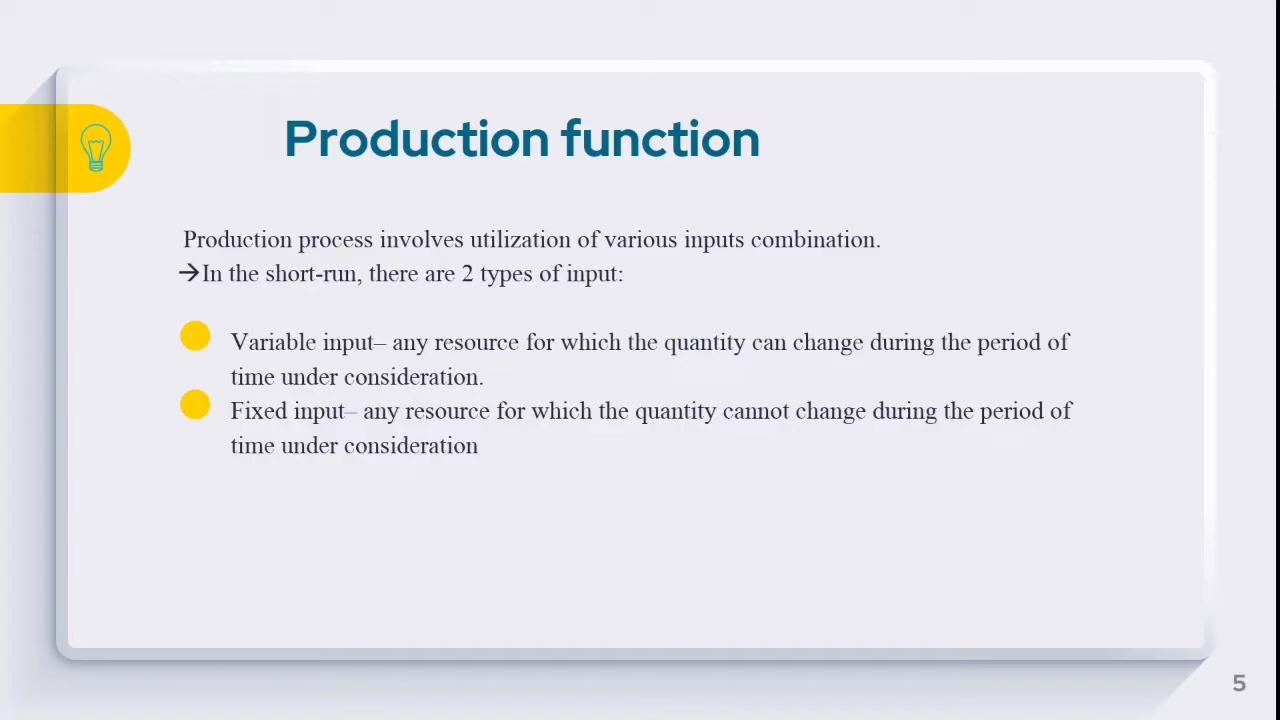 Production function
Production process involves utilization of various inputs combination.
→In the short-run, there are 2 types of input:
Variable input– any resource for which the quantity can change during the period of
time under consideration.
Fixed input– any resource for which the quantity cannot change during the period of
time under consideration
5